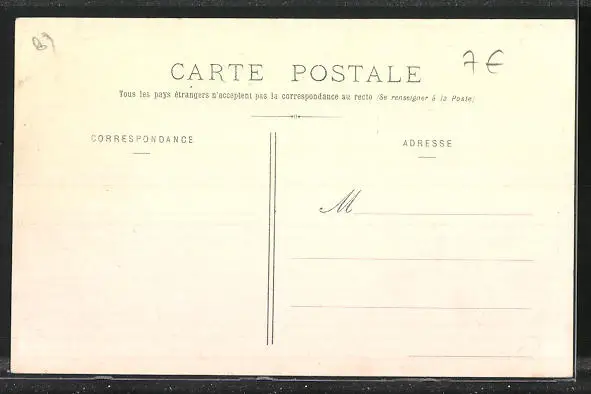 7€
CARTE POSTALE
Tous les pays étrangers n'acceptent pas la correspondance au recto (Se renseigner à la Poste)
CORRESPONDANCE
ADRESSE
M